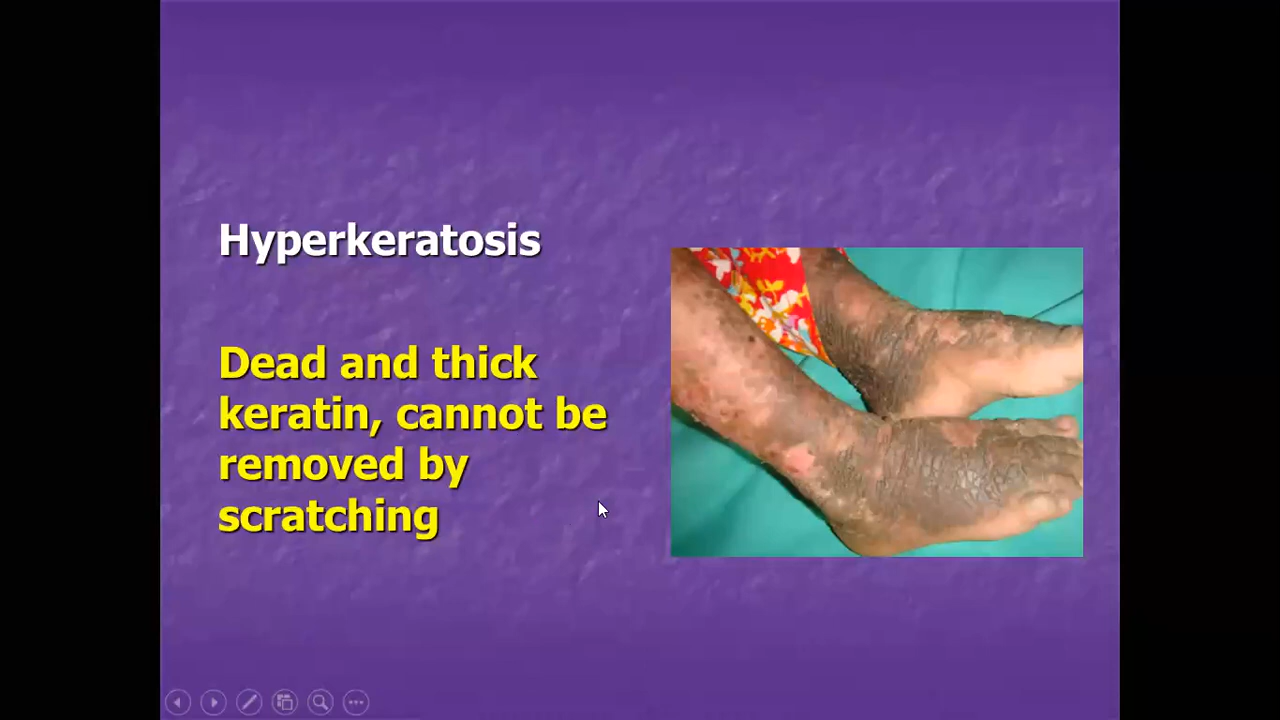 Hyperkeratosis
Dead and thick
keratin, cannot be
removed by
scratching